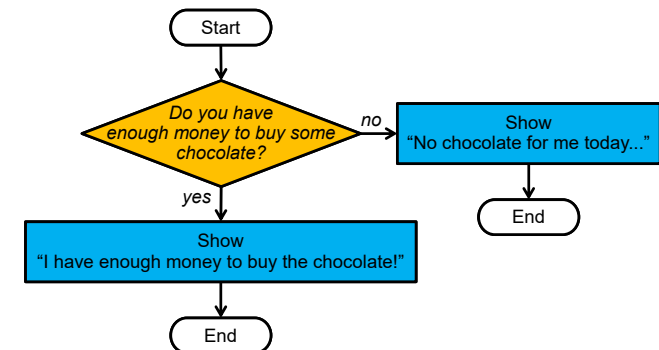 Start
Do you have
enough money to buy some
chocolate?
no
Show
“No chocolate for me today...”
End
yes
Show
“I have enough money to buy the chocolate!”
End